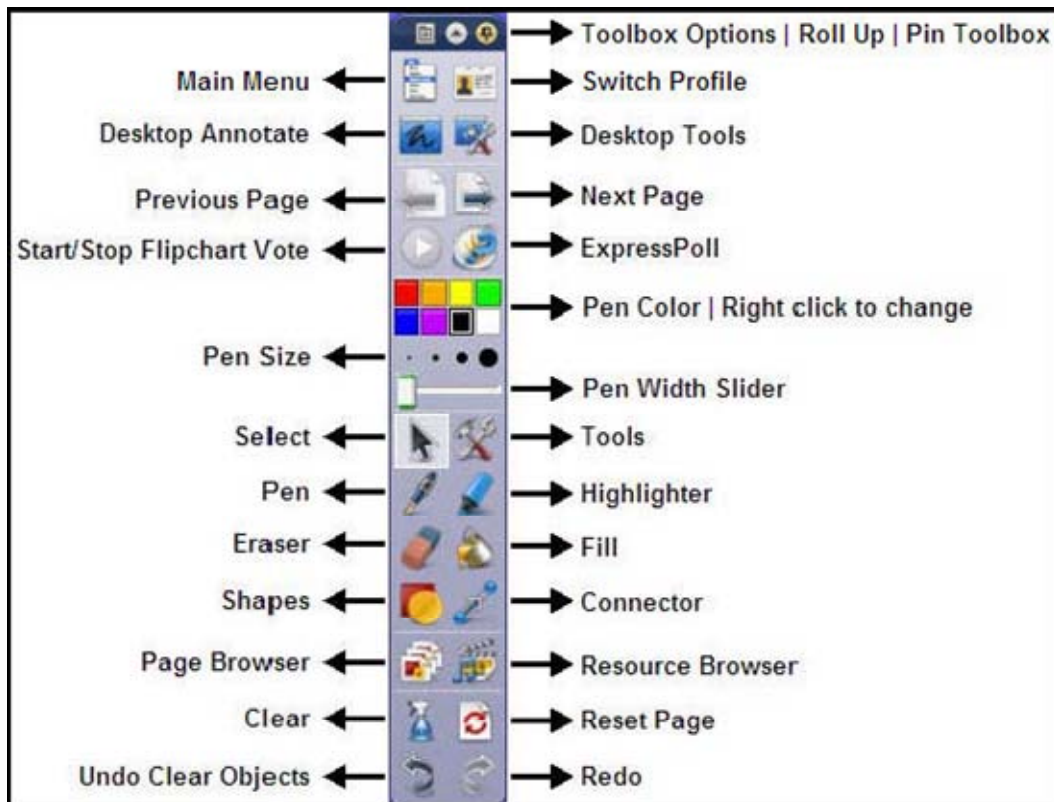 Toolbox Options | Roll Up | Pin Toolbox
Main Menu
Switch Profile
Desktop Annotate
Desktop Tools
Previous Page
Next Page
Start/Stop Flipchart Vote
ExpressPoll
Pen Color | Right click to change
Pen Size
Pen Width Slider
Select
Tools
Pen
Highlighter
Eraser
Fill
Shapes
Connector
Page Browser
Resource Browser
Clear
Reset Page
Undo Clear Objects
Redo